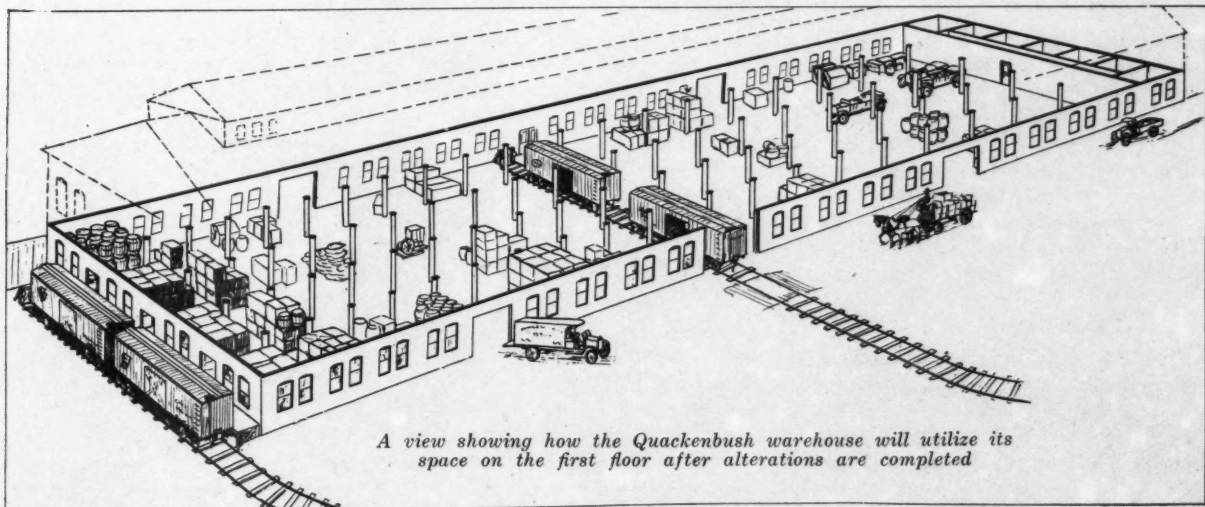 A view showing how the Quackenbush warehouse will utilize its
space on the first floor after alterations are completed